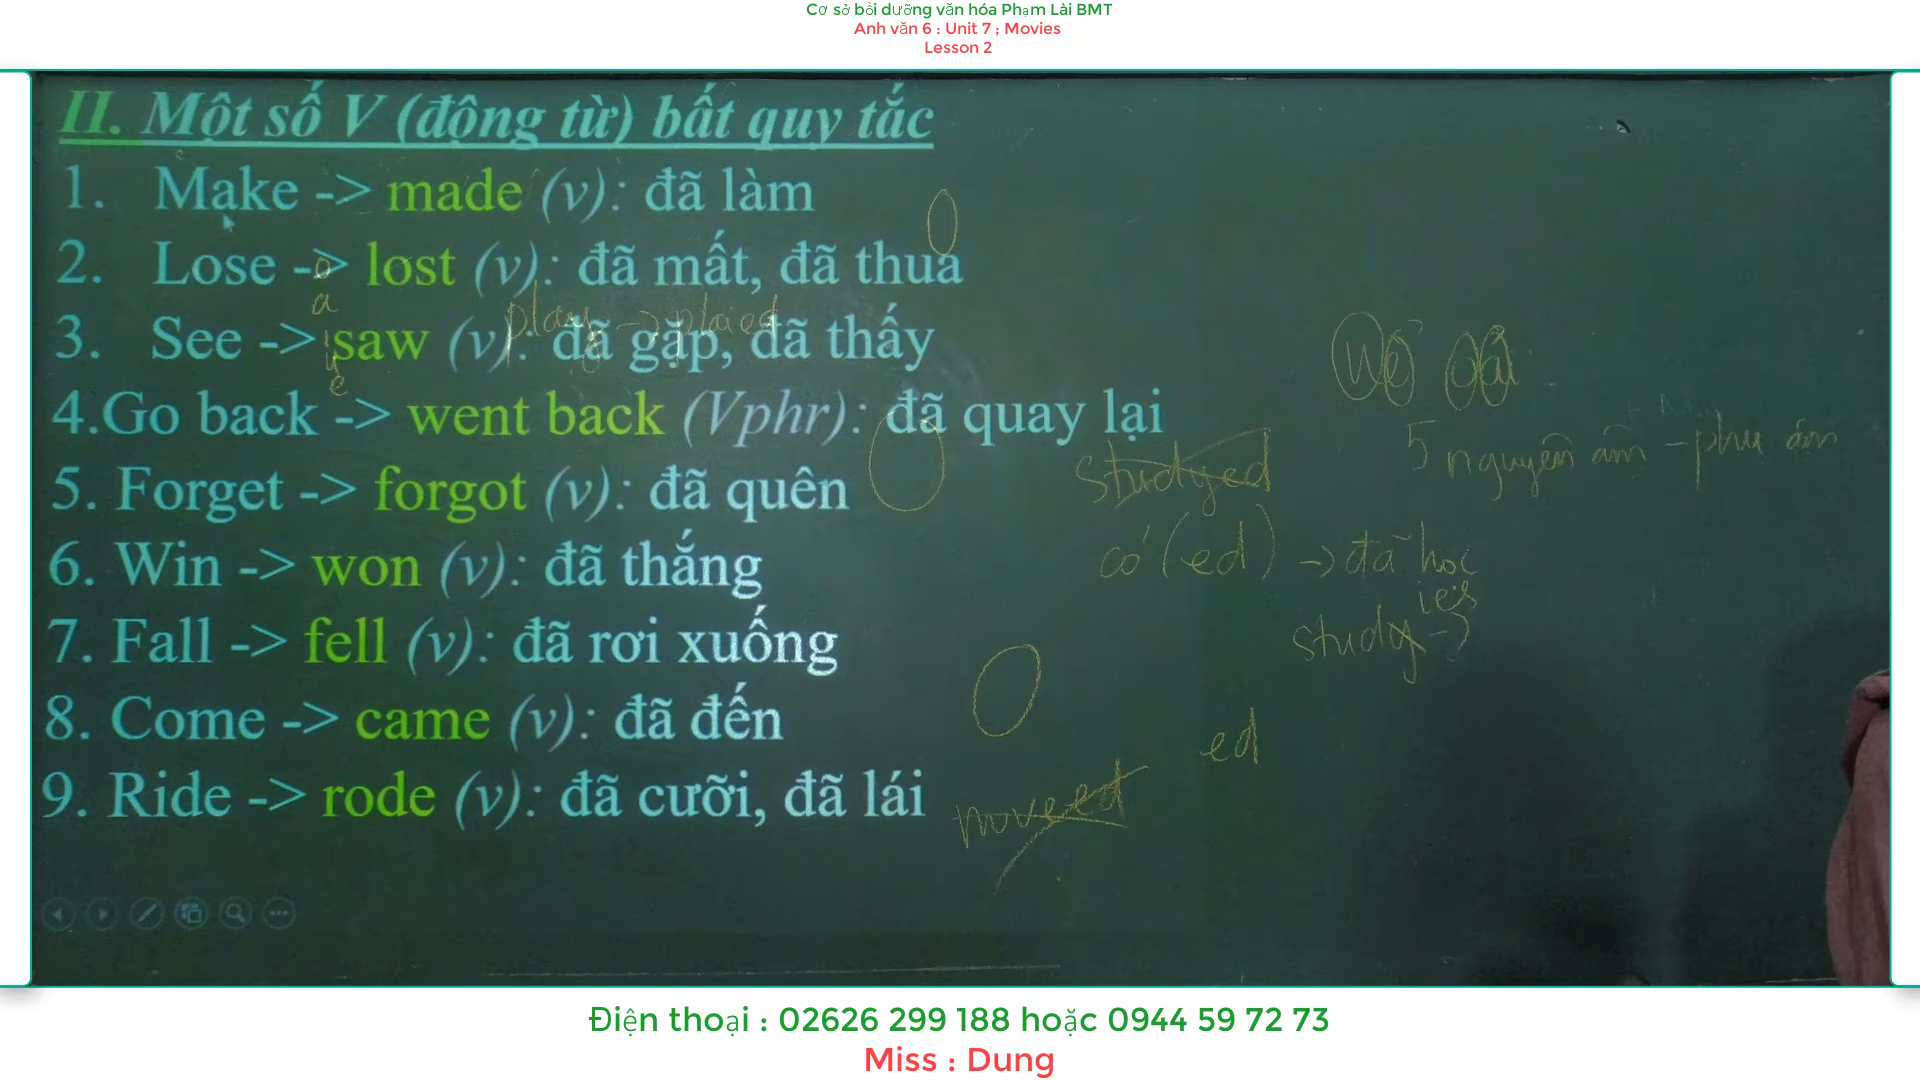 Cơ sở bồi dưỡng văn hóa Phạm Lài BMT
Anh văn 6 : Unit 7 ; Movies
Lesson 2
II. Một số V (động từ) bất quy tắc
1. Make -> made (v): đã làm
2. Lose -> lost (v): đã mất, đã thua
3. See -> saw (v): đã gặp, đã thấy
4.Go back -> went back (Vphr): đã quay lại
5. Forget -> forgot (v): đã quên
6. Win -> won (v): đã thắng
7. Fall -> fell (v): đã rơi xuống
8. Come -> came (v): đã đến
9. Ride -> rode (v): đã cưỡi, đã lái
play -> plaied
5 nguyên âm - phụ âm
studyed
có (ed) -> đã học
ies
study ->
ed
moveed
Điện thoại : 02626 299 188 hoặc 0944 59 72 73
Miss : Dung